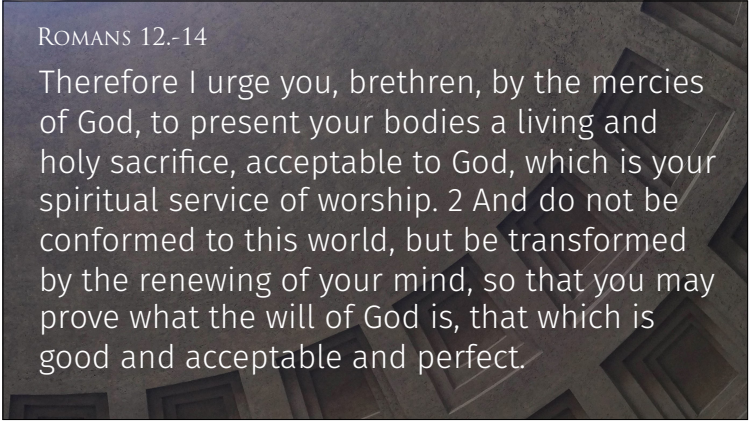 Romans 12.-14
Therefore I urge you, brethren, by the mercies
of God, to present your bodies a living and
holy sacrifice, acceptable to God, which is your
spiritual service of worship. 2 And do not be
conformed to this world, but be transformed
by the renewing of your mind, so that you may
prove what the will of God is, that which is
good and acceptable and perfect.